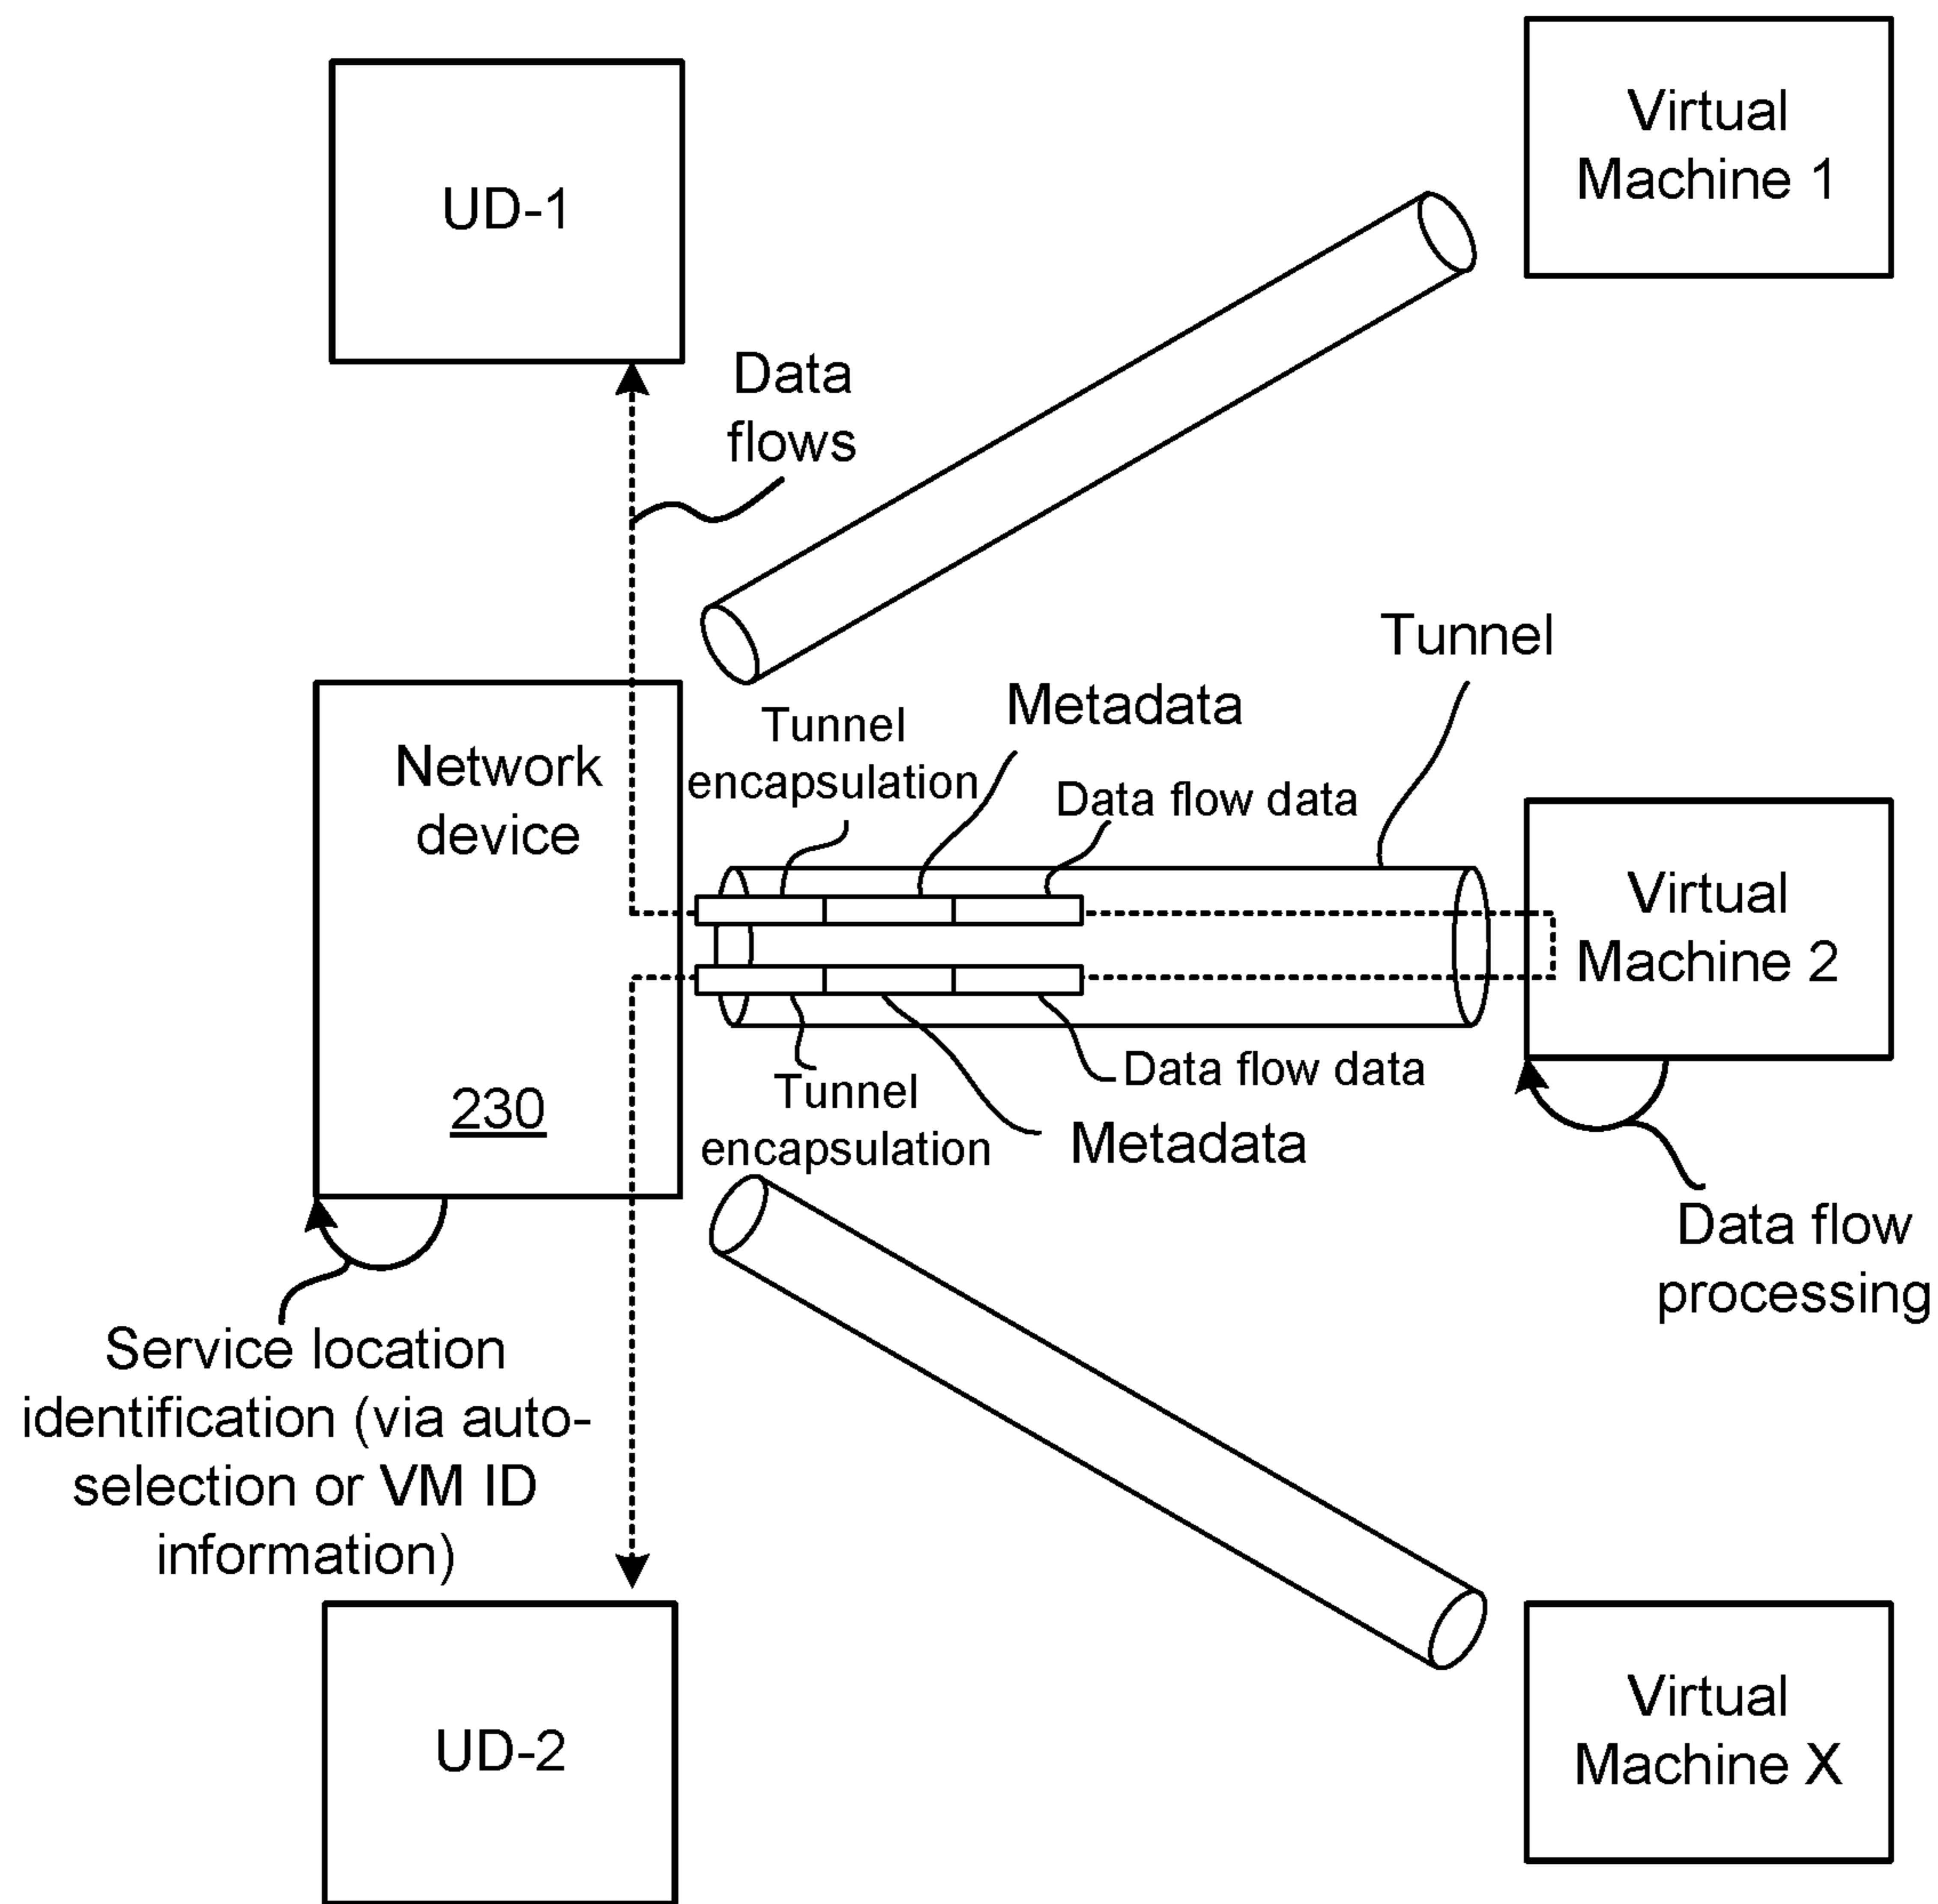 Virtual
Machine 1
UD-1
Data
flows
Tunnel
Metadata
Tunnel
encapsulation
Data flow data
Network
device
230
Virtual
Machine 2
Data flow data
Tunnel
encapsulation
Metadata
Data flow
processing
Service location
identification (via auto-
selection or VM ID
information)
UD-2
Virtual
Machine X